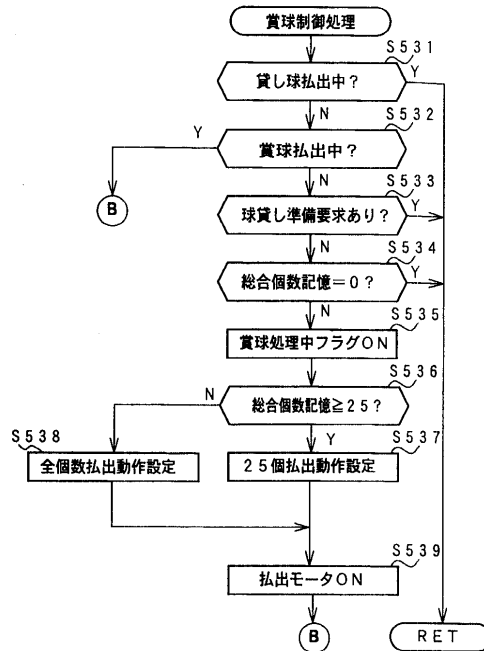 賞球制御処理
S531
貸し球払出中？
Y
N
S532
Y
賞球払出中？
B
N
S533
球貸し準備要求あり？
Y
N
S534
総合個数記憶＝０？
Y
N
S535
賞球処理中フラグＯＮ
S536
N
総合個数記憶≧２５？
S538
Y
S537
全個数払出動作設定
２５個払出動作設定
S539
払出モータＯＮ
B
ＲＥＴ